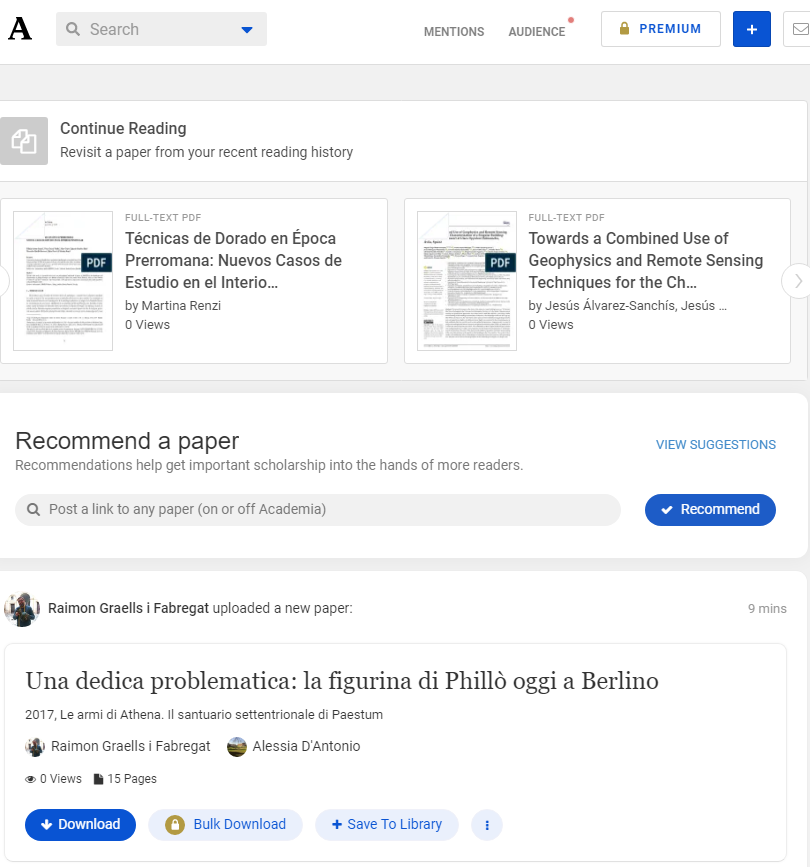 A
Search
MENTIONS
AUDIENCE
PREMIUM
+
Continue Reading
Revisit a paper from your recent reading history
PDF
FULL-TEXT PDF
Técnicas de Dorado en Época
Prerromana: Nuevos Casos de
Estudio en el Interio...
by Martina Renzi
0 Views
PDF
FULL-TEXT PDF
Towards a Combined Use of
Geophysics and Remote Sensing
Techniques for the Ch...
by Jesús Álvarez-Sanchís, Jesús ...
0 Views
Recommend a paper
VIEW SUGGESTIONS
Recommendations help get important scholarship into the hands of more readers.
Post a link to any paper (on or off Academia)
Recommend
Raimon Graells i Fabregat uploaded a new paper:
9 mins
Una dedica problematica: la figurina di Phillò oggi a Berlino
2017, Le armi di Athena. Il santuario settentrionale di Paestum
Raimon Graells i Fabregat
Alessia D'Antonio
0 Views
15 Pages
Download
Bulk Download
+ Save To Library